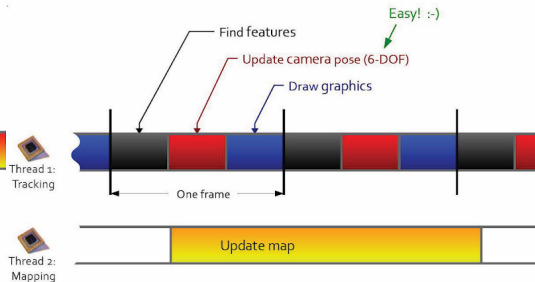 Easy! :-)
Find features
Update camera pose (6-DOF)
Draw graphics
Thread 1:
Tracking
One frame
Thread 2:
Mapping
Update map